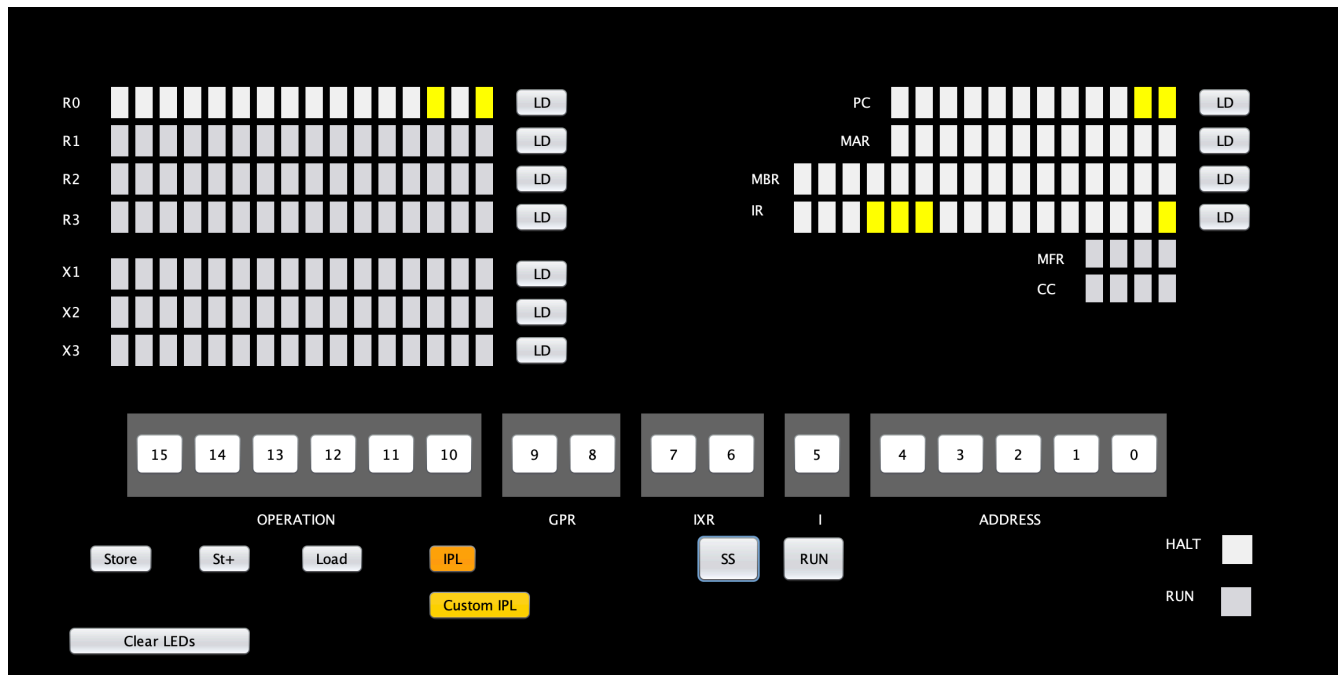 R0 LD PC LD
R1 LD MAR LD
R2 LD MBR LD
R3 LD IR LD
MFR
X1 LD CC
X2 LD
X3 LD
15 14 13 12 11 10 9 8 7 6 5 4 3 2 1 0
OPERATION GPR IXR I ADDRESS
Store St+ Load IPL SS RUN HALT
Custom IPL RUN
Clear LEDs